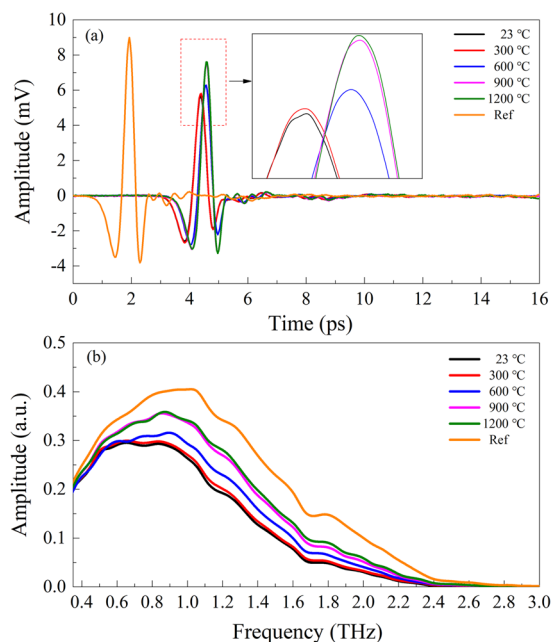 (a)
23 ℃
300 ℃
600 ℃
900 ℃
1200 ℃
Ref
Amplitude (mV)
10
8
6
4
2
0
-2
-4
0 2 4 6 8 10 12 14 16
Time (ps)
(b)
23 ℃
300 ℃
600 ℃
900 ℃
1200 ℃
Ref
Amplitude (a.u.)
0.5
0.4
0.3
0.2
0.1
0.0
0.4 0.6 0.8 1.0 1.2 1.4 1.6 1.8 2.0 2.2 2.4 2.6 2.8 3.0
Frequency (THz)